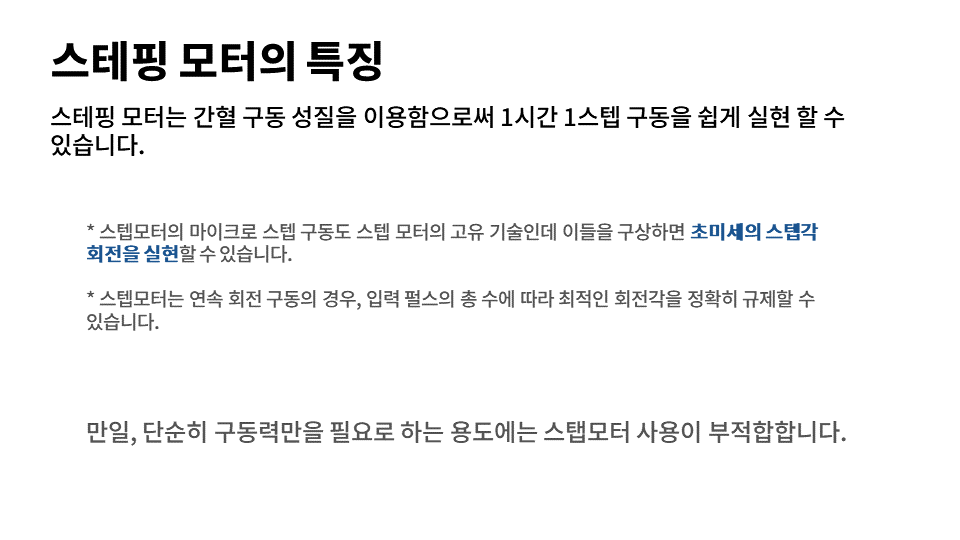 스테핑 모터의 특징
스테핑 모터는 간혈 구동 성질을 이용함으로써 1시간 1스텝 구동을 쉽게 실현 할 수
있습니다.
* 스텝모터의 마이크로 스텝 구동도 스텝 모터의 고유 기술인데 이들을 구상하면 초미세의 스텝각
회전을 실현할 수 있습니다.
* 스텝모터는 연속 회전 구동의 경우, 입력 펄스의 총 수에 따라 최적인 회전각을 정확히 규제할 수
있습니다.
만일, 단순히 구동력만을 필요로 하는 용도에는 스탭모터 사용이 부적합합니다.